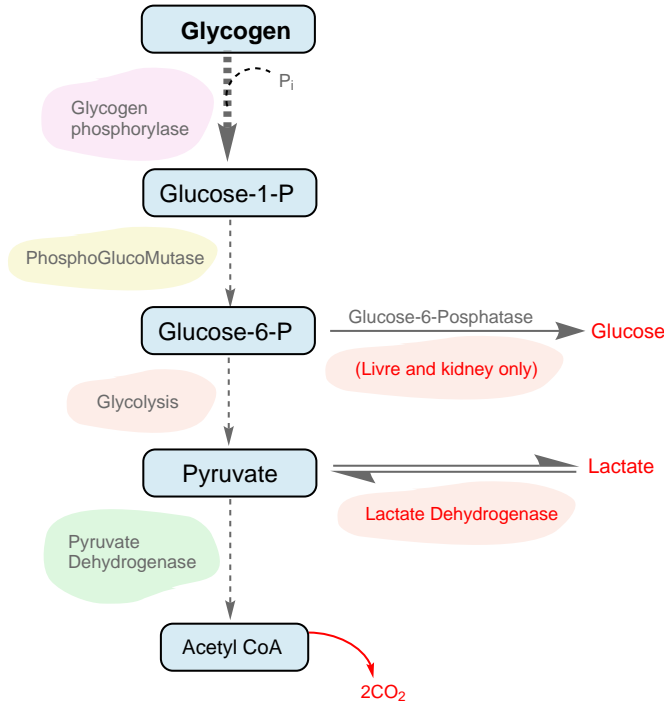 Glycogen
P₁
Glycogen
phosphorylase
Glucose-1-P
PhosphoGlucoMutase
Glucose-6-P
Glucose-6-Posphatase
Glucose
(Livre and kidney only)
Glycolysis
Pyruvate
Lactate
Lactate Dehydrogenase
Pyruvate
Dehydrogenase
Acetyl CoA
2CO₂